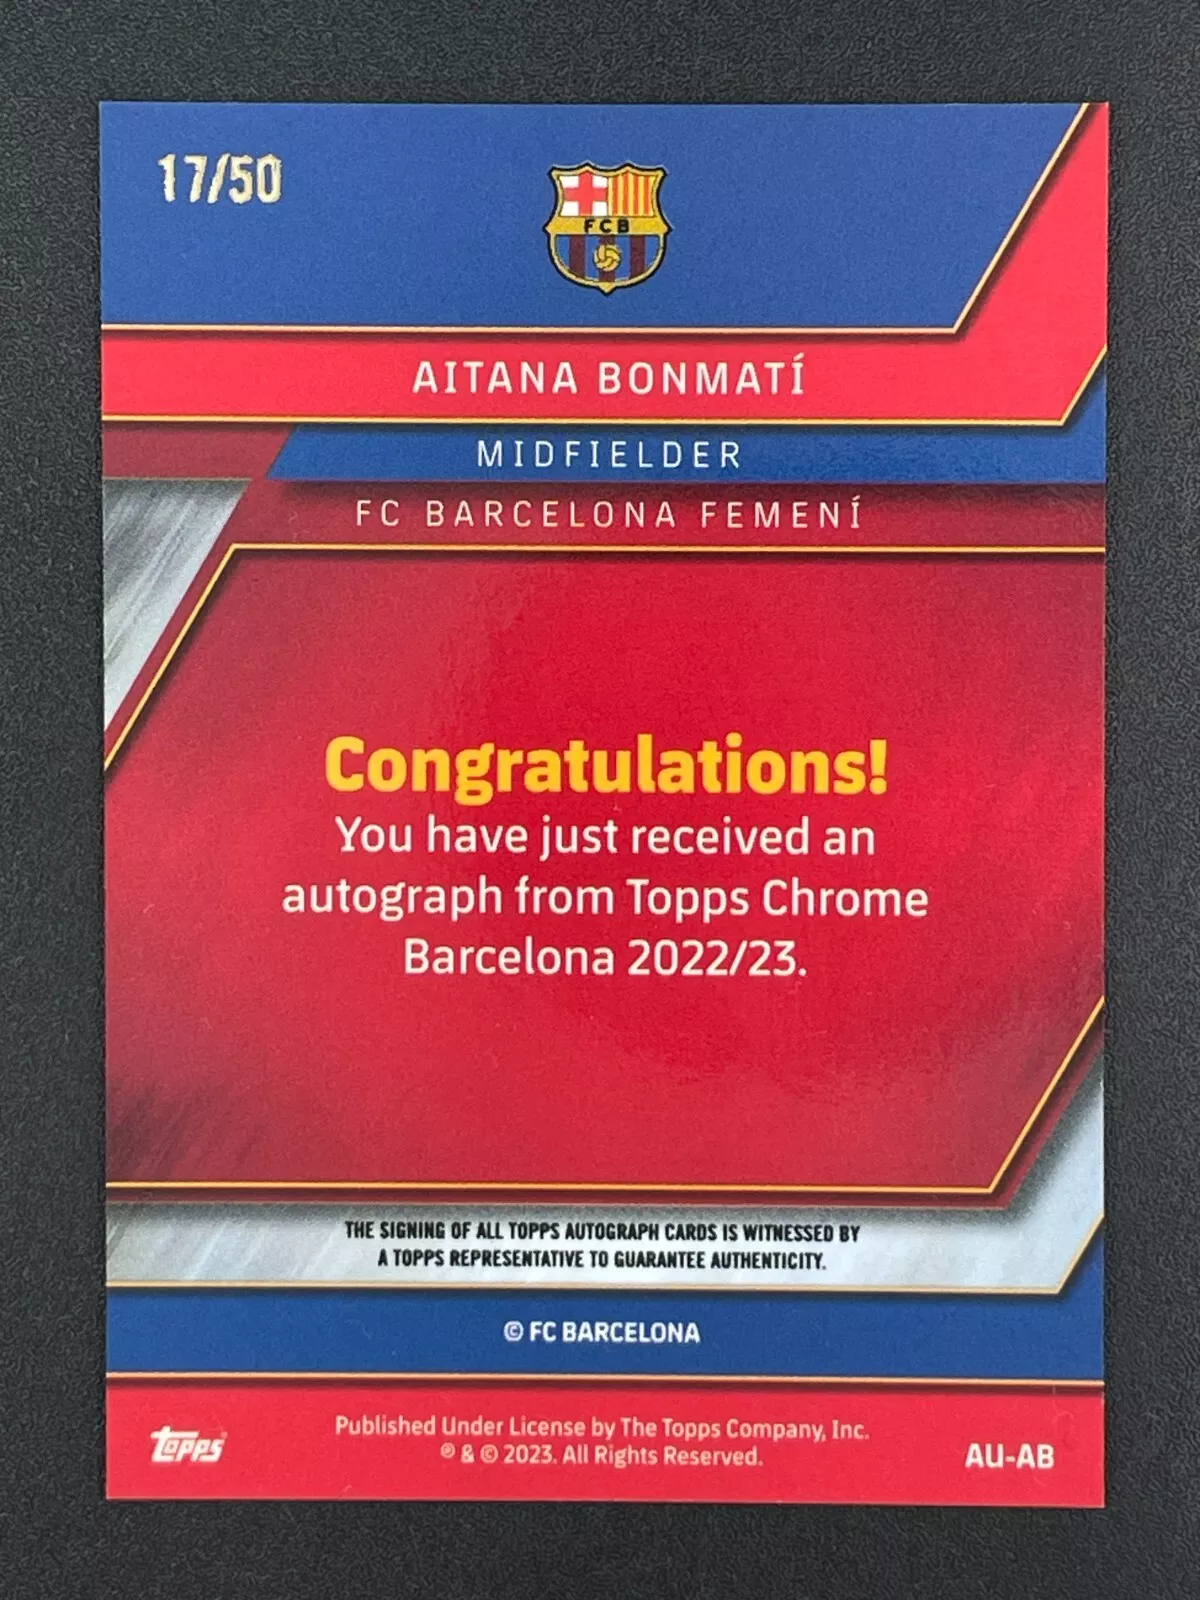 17/50
FCB
AITANA BONMATÍ
MIDFIELDER
FC BARCELONA FEMENÍ
Congratulations!
You have just received an
autograph from Topps Chrome
Barcelona 2022/23.
THE SIGNING OF ALL TOPPS AUTOGRAPH CARDS IS WITNESSED BY
A TOPPS REPRESENTATIVE TO GUARANTEE AUTHENTICITY.
© FC BARCELONA
Published Under License by The Topps Company, Inc.
® & © 2023. All Rights Reserved.
topps
AU-AB